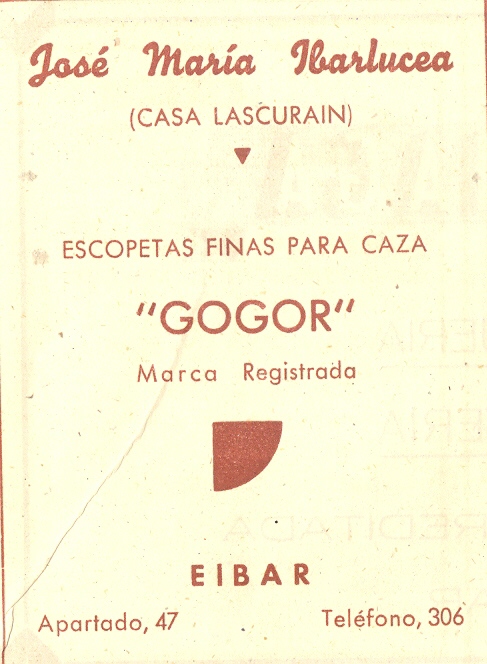 José María Ibarlucea
(CASA LASCURAIN)
ESCOPETAS FINAS PARA CAZA
"GOGOR"
Marca Registrada
EIBAR
Apartado, 47 Teléfono, 306